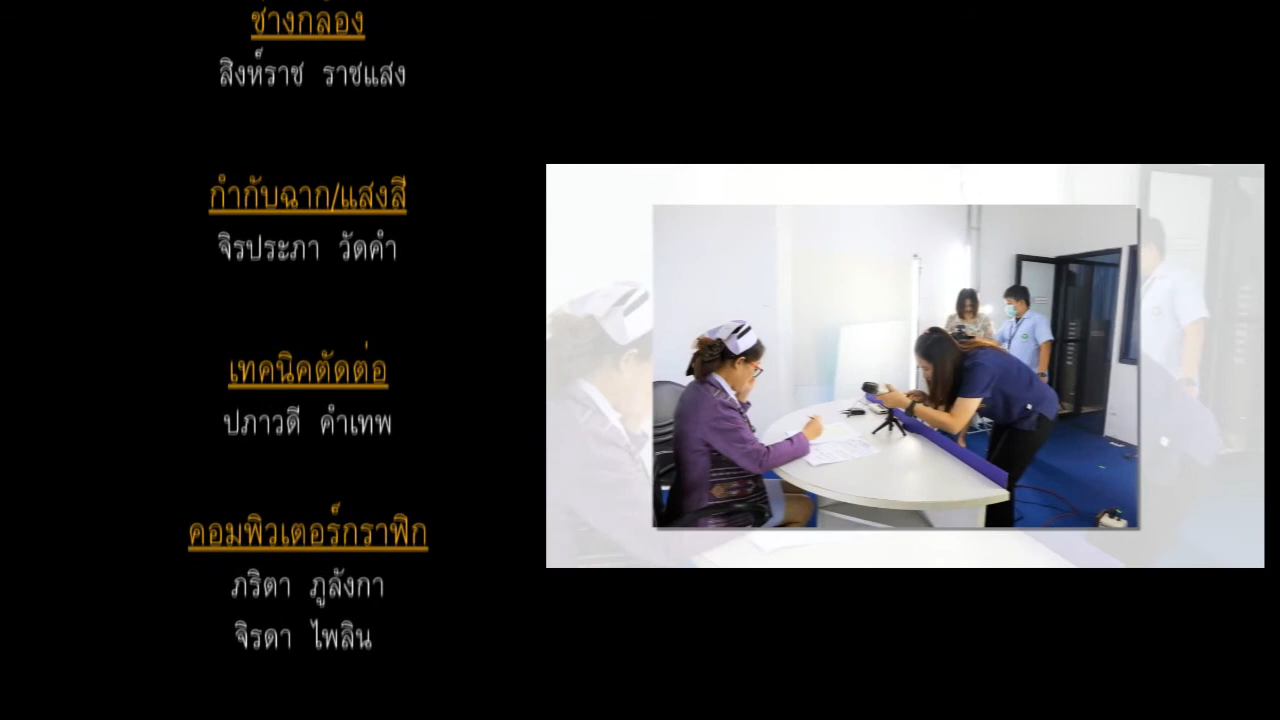 ช่างกล้อง
สิงห์ราช ราชแสง
กำกับฉาก/แสงสี
จิรประภา วัดคำ
เทคนิคตัดต่อ
ปภาวดี คำเทพ
คอมพิวเตอร์กราฟิก
ภริตา ภูลังกา
จิรดา ไพลิน